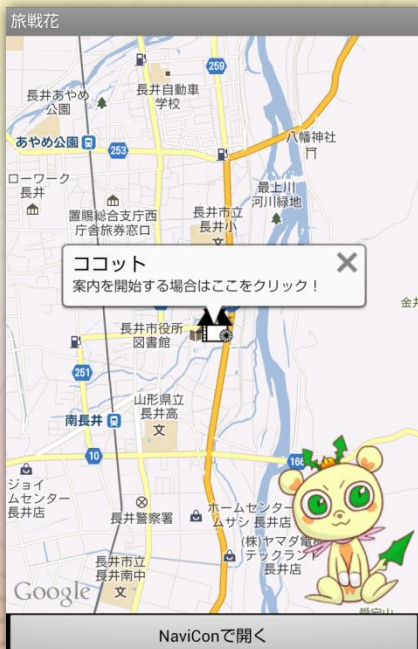 旅戦花
259
長井自動車
学校
長井あやめ
公園
あやめ公園
253
八幡神社
ローワーク
長井
置賜総合支庁西
庁舎旅券窓口
長井市立
長井小
最上川
河川緑地
ココット
案内を開始する場合はここをクリック!
金井
長井市役所
図書館
251
山形県立
長井高
南長井
10
ジョイ
ムセンター
長井店
長井警察署
ホームセンター
ムサシ 長井店
(株)ヤマダ電機
テックランド
長井店
長井市立
長井南中
Google
愛宕山
NaviConで開く